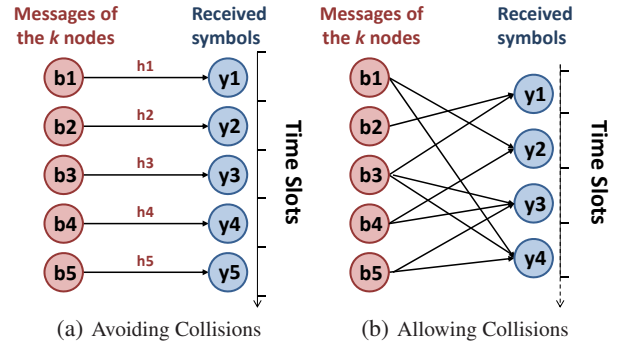 Messages of
the k nodes
Received
symbols
b1
h1
y1
b2
h2
y2
b3
h3
y3
b4
h4
y4
b5
h5
y5
Time Slots
(a) Avoiding Collisions
Messages of
the k nodes
Received
symbols
b1
b2
b3
b4
b5
y1
y2
y3
y4
Time Slots
(b) Allowing Collisions